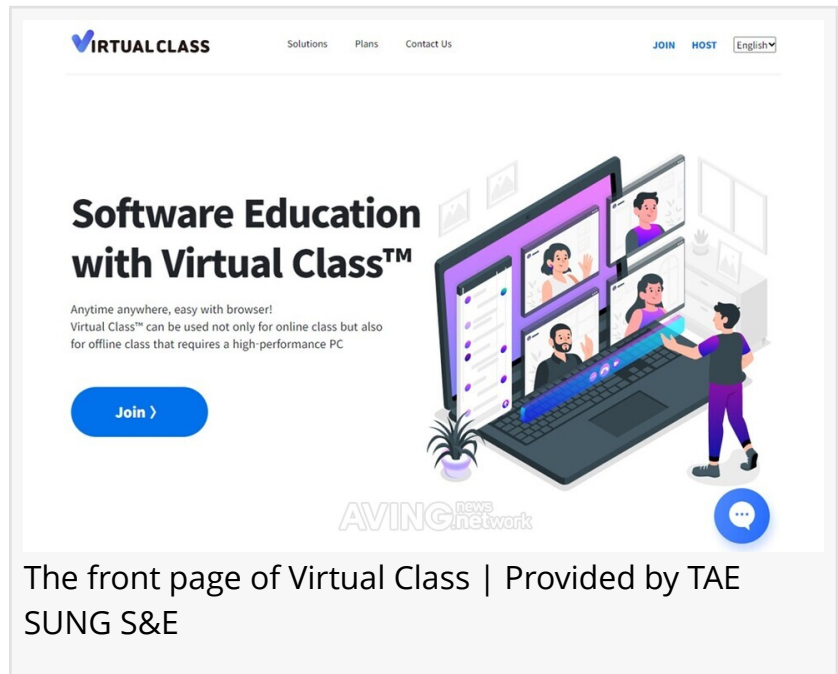 VIRTUAL CLASS
Solutions Plans Contact Us
JOIN HOST English
Software Education
with Virtual Class™
Anytime anywhere, easy with browser!
Virtual Class™ can be used not only for online class but also
for offline class that requires a high-performance PC
Join 〉
AVING news network
The front page of Virtual Class | Provided by TAE
SUNG S&E